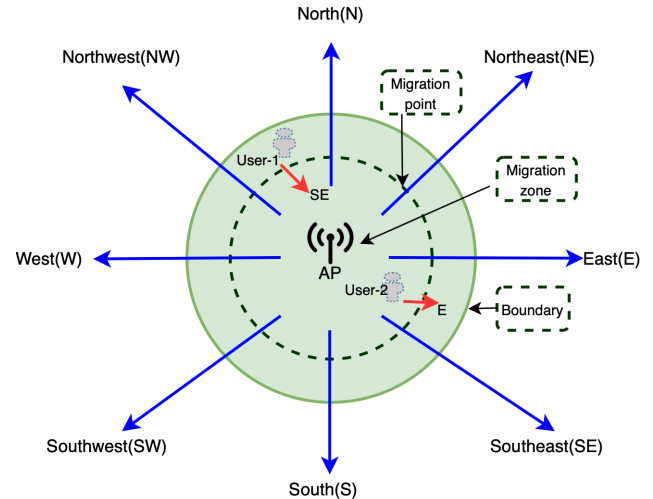 North(N)
Northwest(NW)
Northeast(NE)
Migration
point
User-1
SE
Migration
zone
West(W)
AP
East(E)
User-2
E
Boundary
Southwest(SW)
Southeast(SE)
South(S)